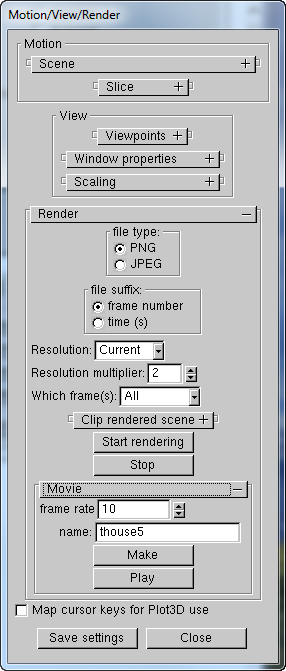 Motion/View/Render
Motion
Scene +
Slice +
View
Viewpoints +
Window properties +
Scaling +
Render –
file type:
PNG
JPEG
file suffix:
frame number
time (s)
Resolution: Current
Resolution multiplier: 2
Which frame(s): All
Clip rendered scene +
Start rendering
Stop
Movie –
frame rate 10
name: thouse5
Make
Play
Map cursor keys for Plot3D use
Save settings Close